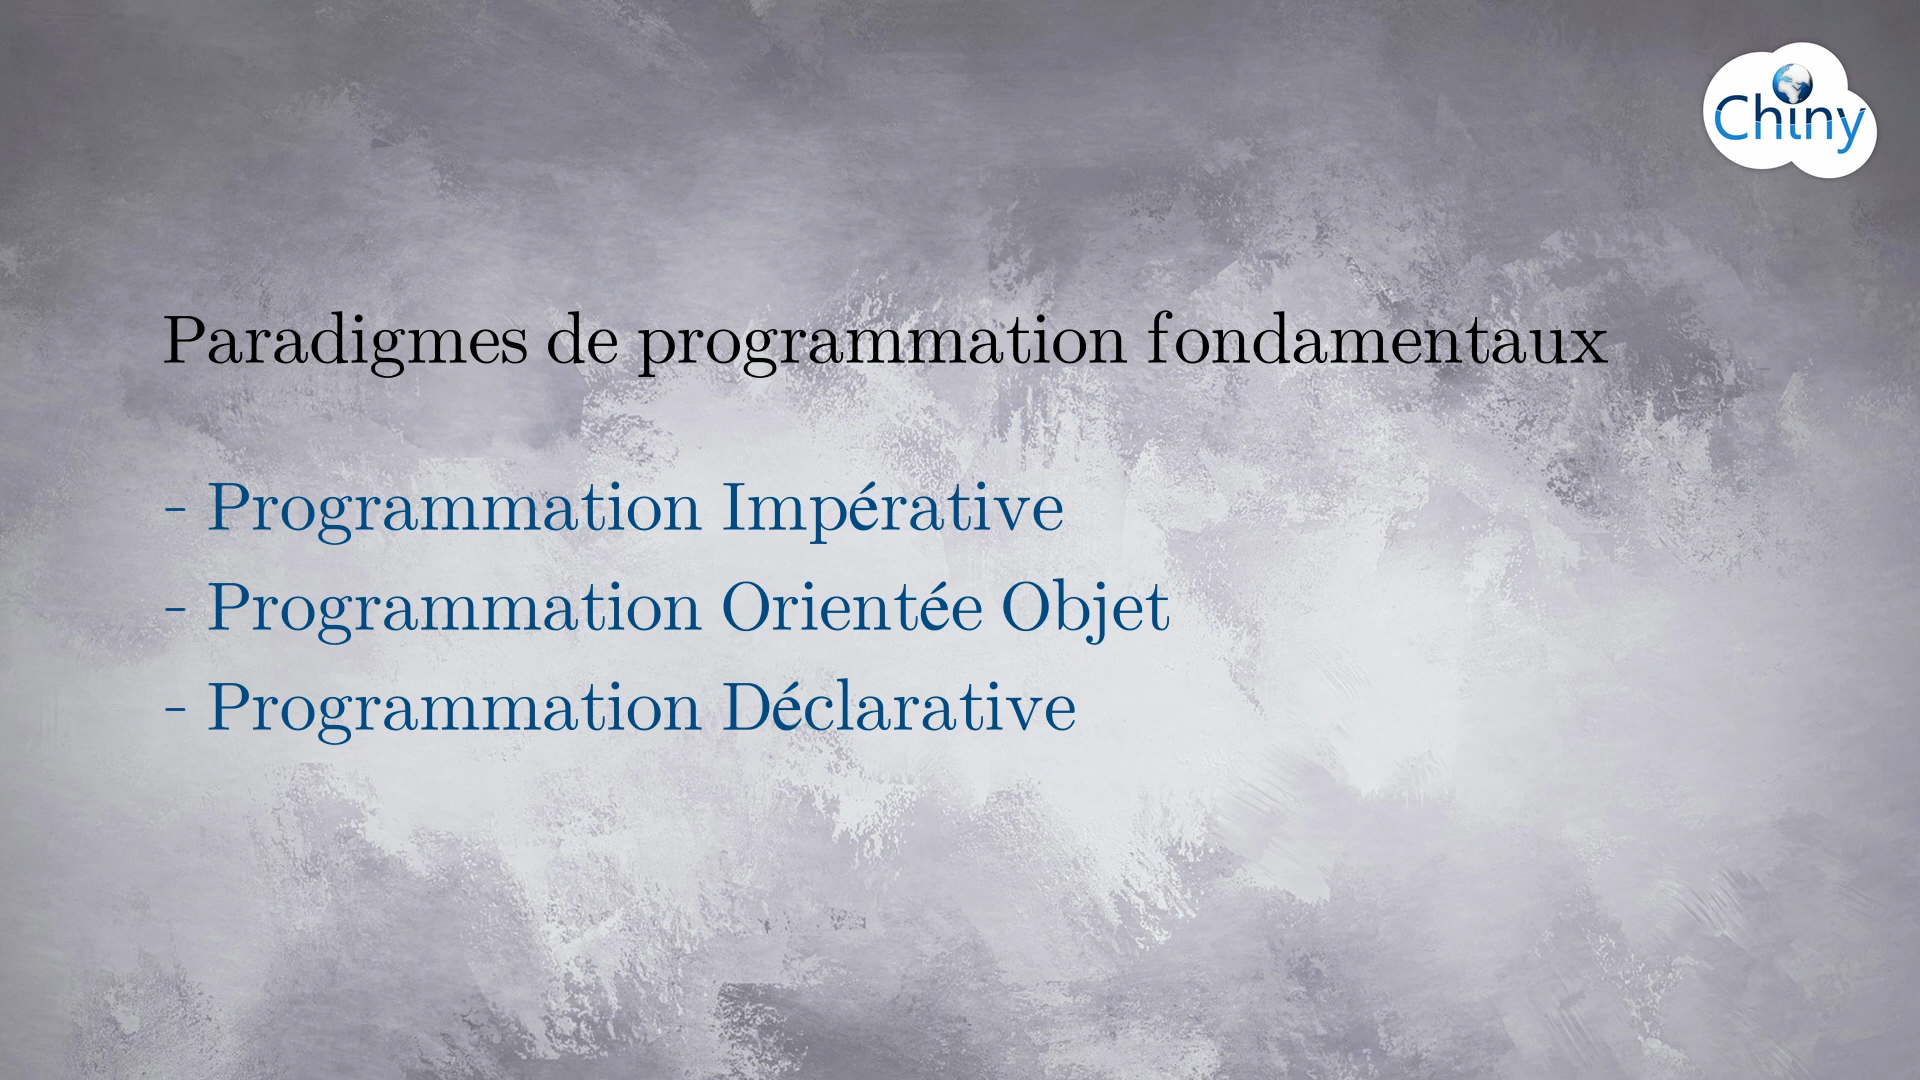 Chiny
Paradigmes de programmation fondamentaux
- Programmation Impérative
- Programmation Orientée Objet
- Programmation Déclarative